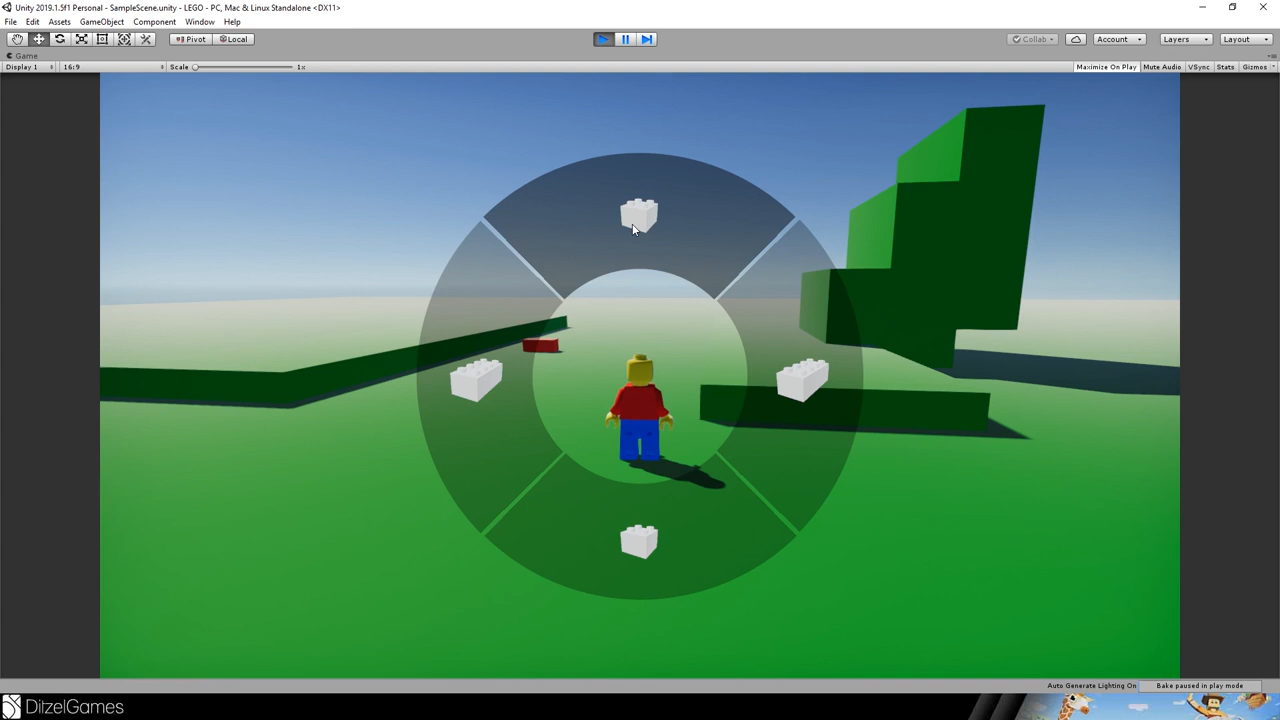 Unity 2019.1.5f1 Personal - SampleScene.unity - LEGO - PC, Mac & Linux Standalone <DX11>
File Edit Assets GameObject Component Window Help
Pivot Local Collab Account Layers Layout
Game
Display 1 16:9 Scale 1x Maximize On Play Mute Audio VSync Stats Gizmos
Auto Generate Lighting On Bake paused in play mode
DitzelGames